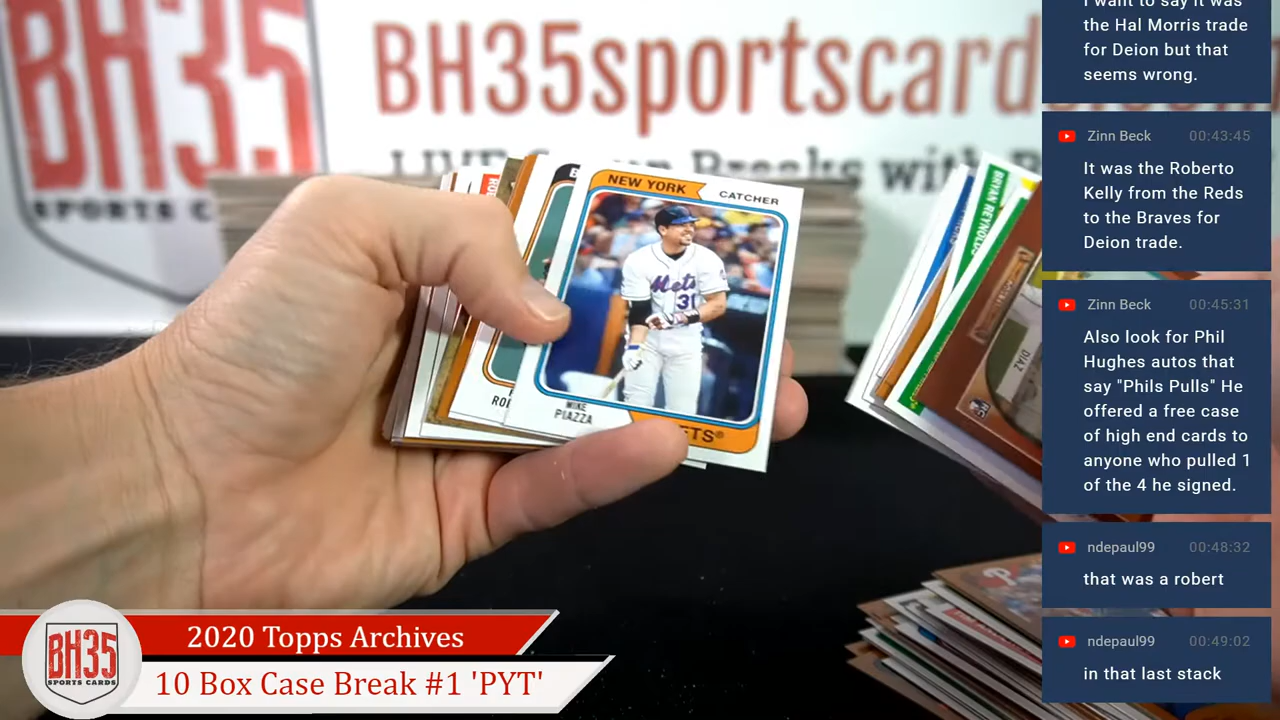 BH35
SPORTS C
BH35sportscard
NEW YORK
CATCHER
Mets
31
MIKE
PIAZZA
BRYAN REYNOLDS
DIAZ
I want to say it was
the Hal Morris trade
for Deion but that
seems wrong.
Zinn Beck 00:43:45
It was the Roberto
Kelly from the Reds
to the Braves for
Deion trade.
Zinn Beck 00:45:31
Also look for Phil
Hughes autos that
say "Phils Pulls" He
offered a free case
of high end cards to
anyone who pulled 1
of the 4 he signed.
ndepaul99 00:48:32
that was a robert
ndepaul99 00:49:02
in that last stack
BH35
SPORTS CARDS
2020 Topps Archives
10 Box Case Break #1 'PYT'